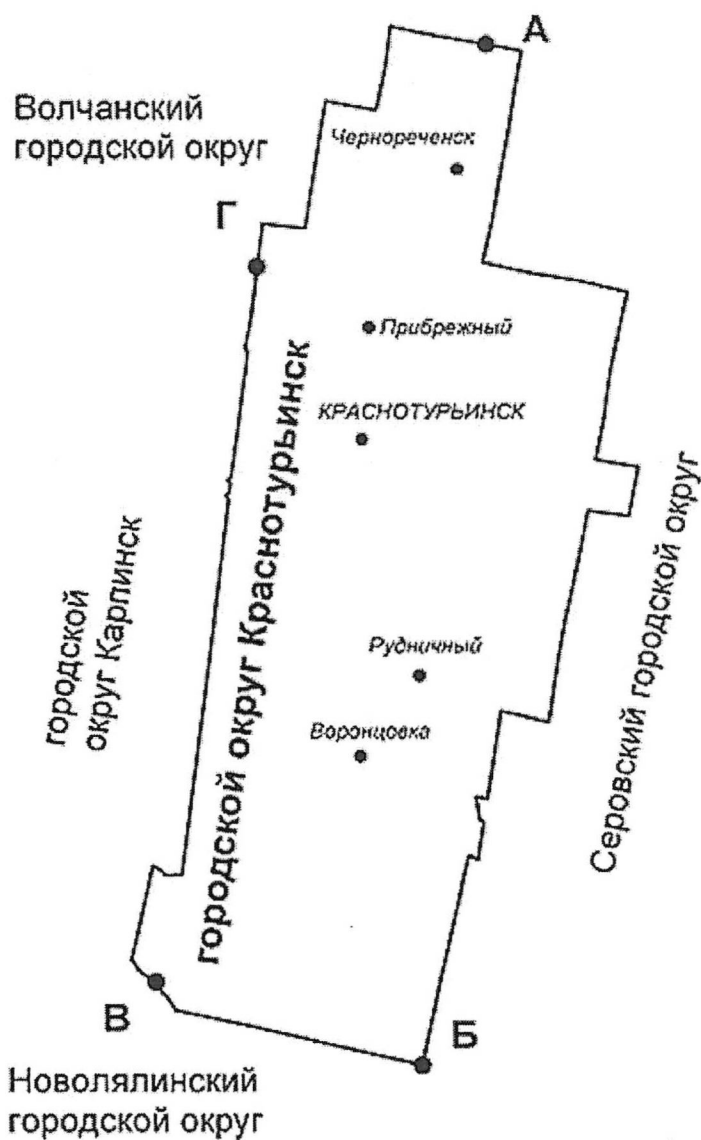 А
Волчанский
городской округ
Чернореченск
Г
Прибрежный
КРАСНОТУРЬИНСК
городской округ Краснотурьинск
Серовский городской округ
городской
округ Карпинск
Рудничный
Воронцовка
В
Б
Новолялинский
городской округ